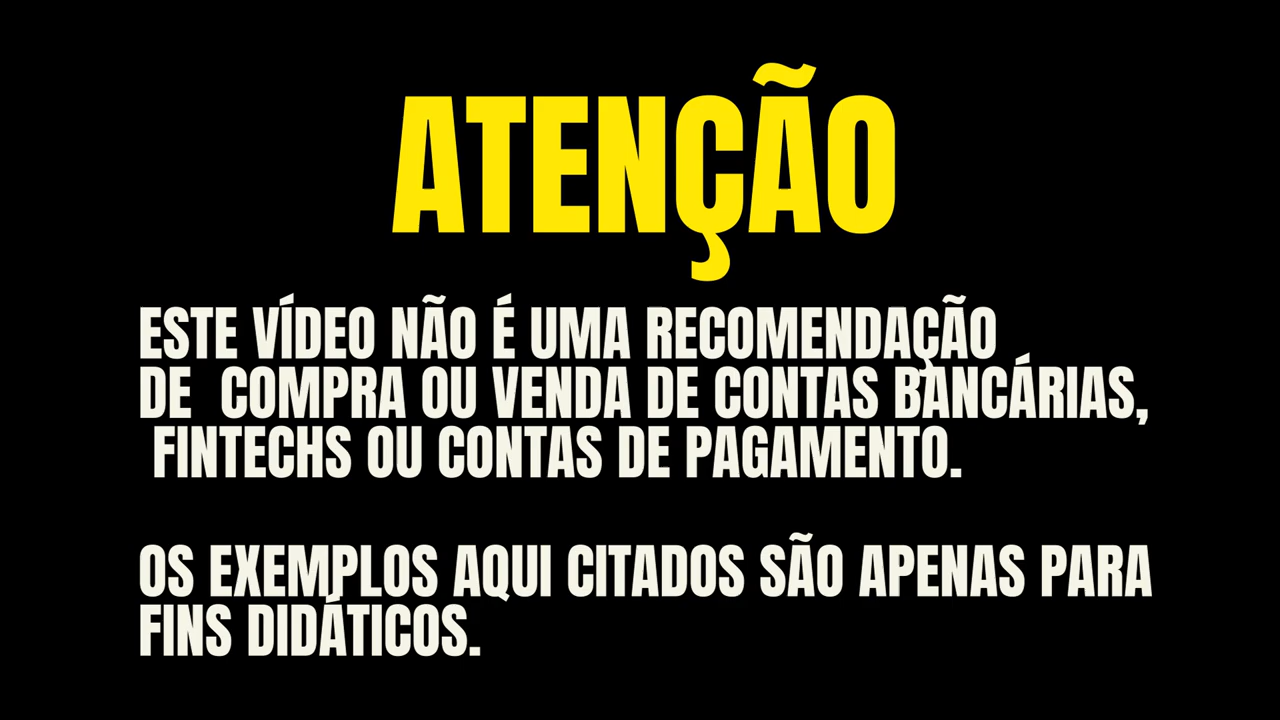 ATENÇÃO
ESTE VÍDEO NÃO É UMA RECOMENDAÇÃO
DE COMPRA OU VENDA DE CONTAS BANCÁRIAS,
FINTECHS OU CONTAS DE PAGAMENTO.
OS EXEMPLOS AQUI CITADOS SÃO APENAS PARA
FINS DIDÁTICOS.